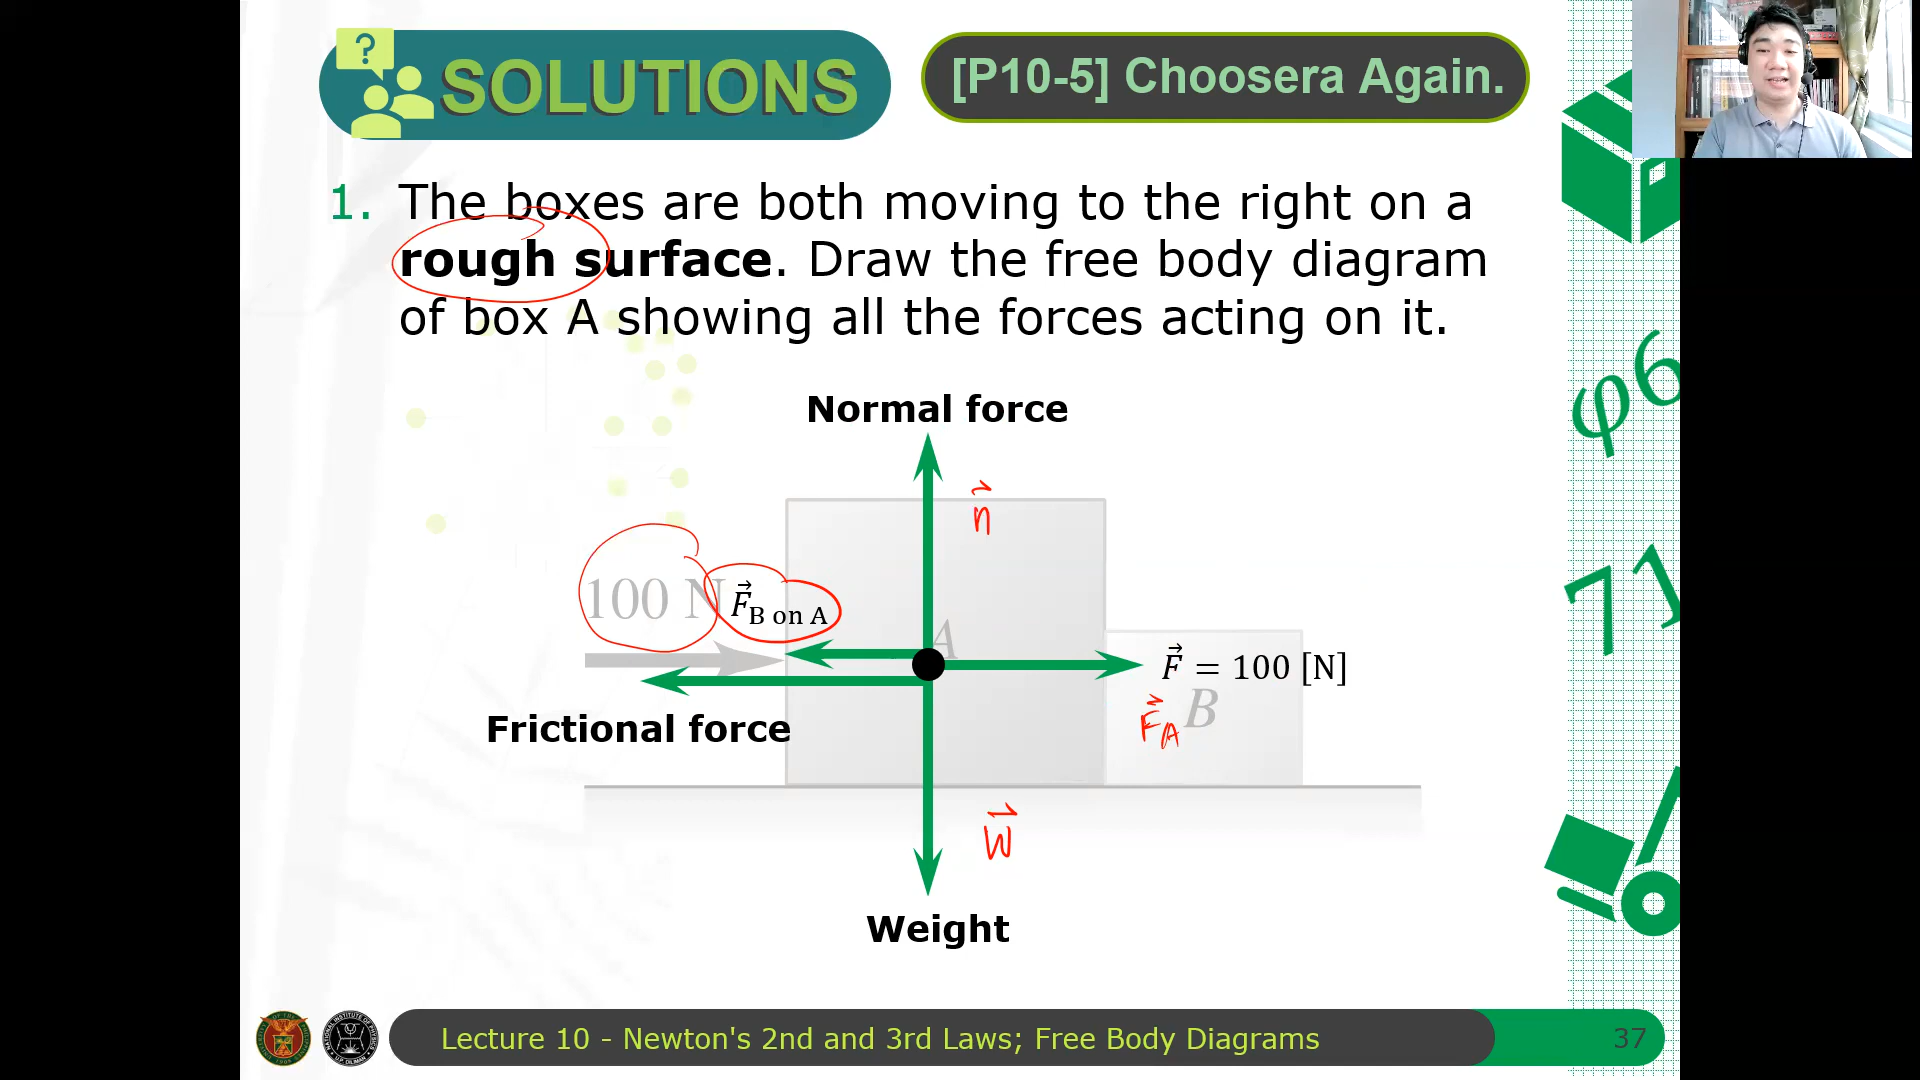 ?
SOLUTIONS
[P10-5] Choosera Again.
1. The boxes are both moving to the right on a
rough surface. Draw the free body diagram
of box A showing all the forces acting on it.
Normal force
n⃗
100 N
F⃗B on A
A
F⃗ = 100 [N]
F⃗A
B
Frictional force
w⃗
Weight
φ6
71
Lecture 10 - Newton's 2nd and 3rd Laws; Free Body Diagrams
37